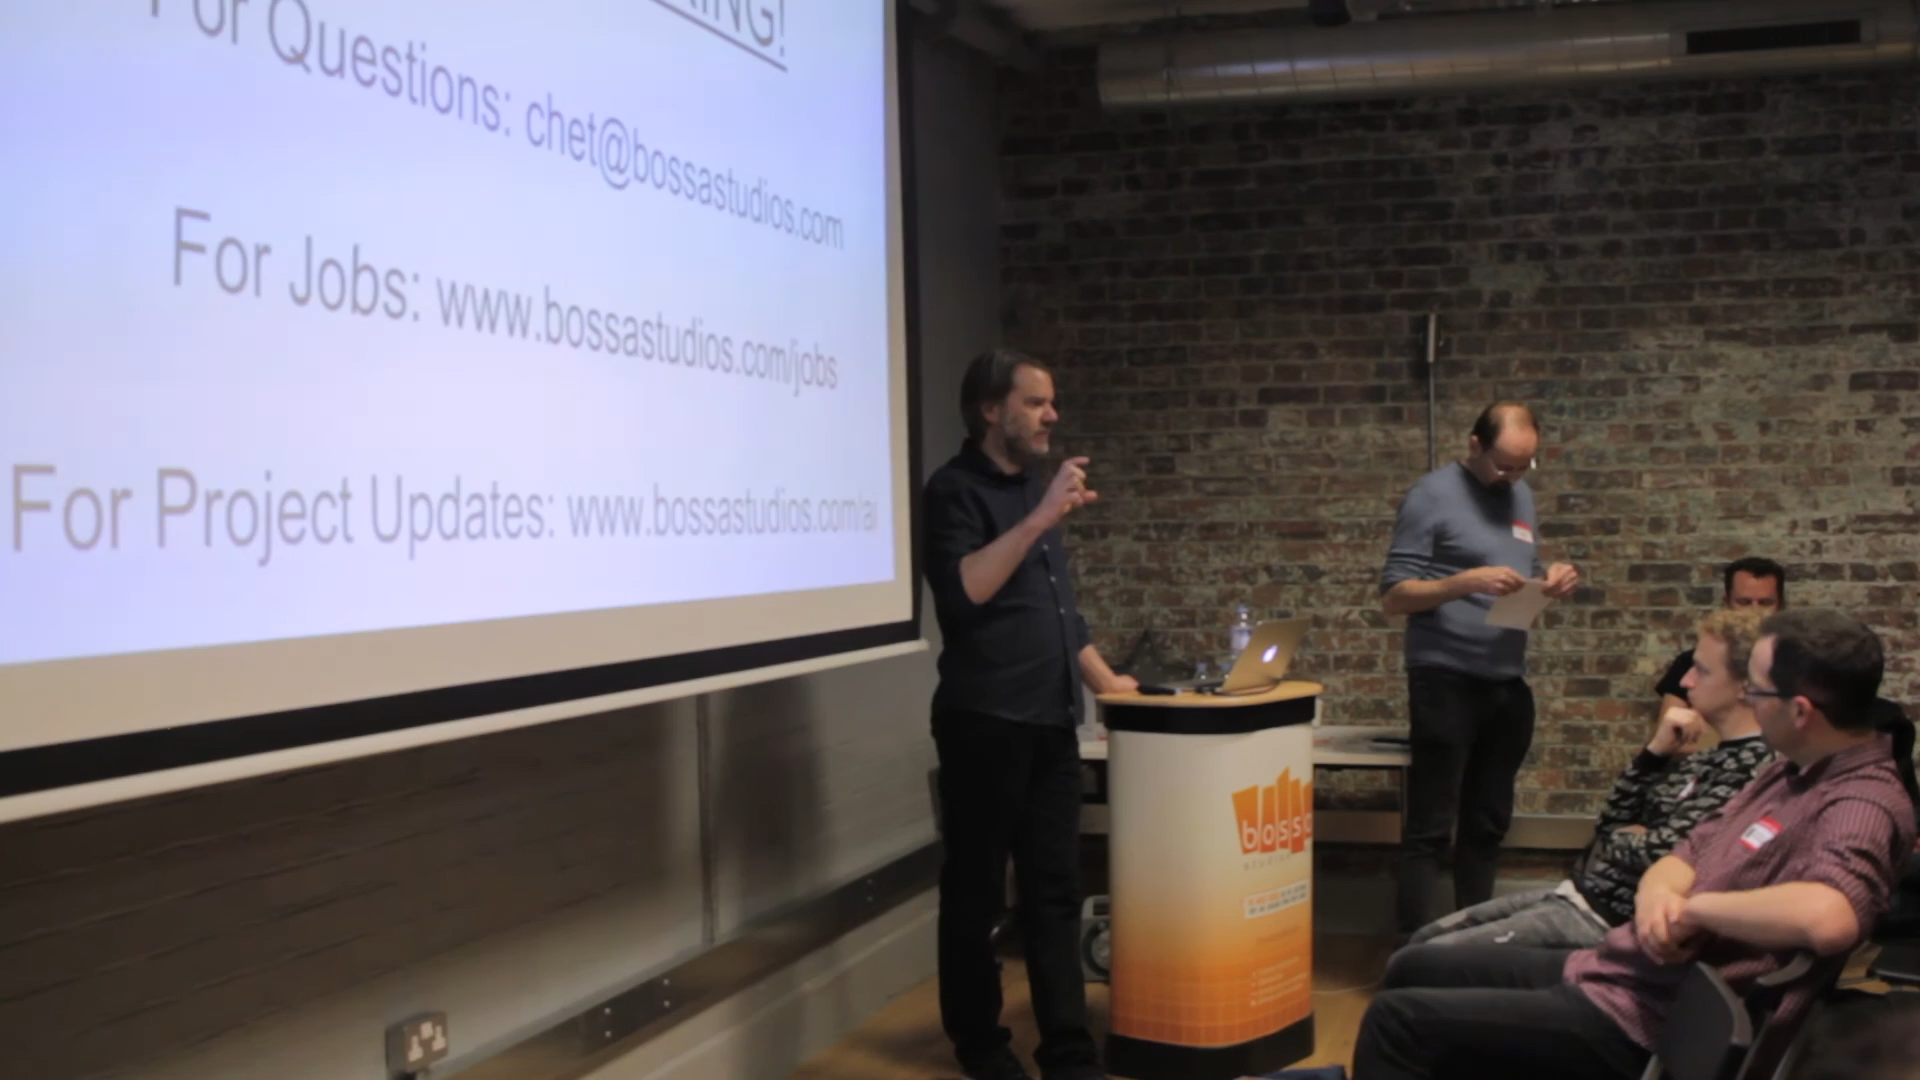 For Questions: chet@bossastudios.com
For Jobs: www.bossastudios.com/jobs
For Project Updates: www.bossastudios.com/ai
bossa
studios